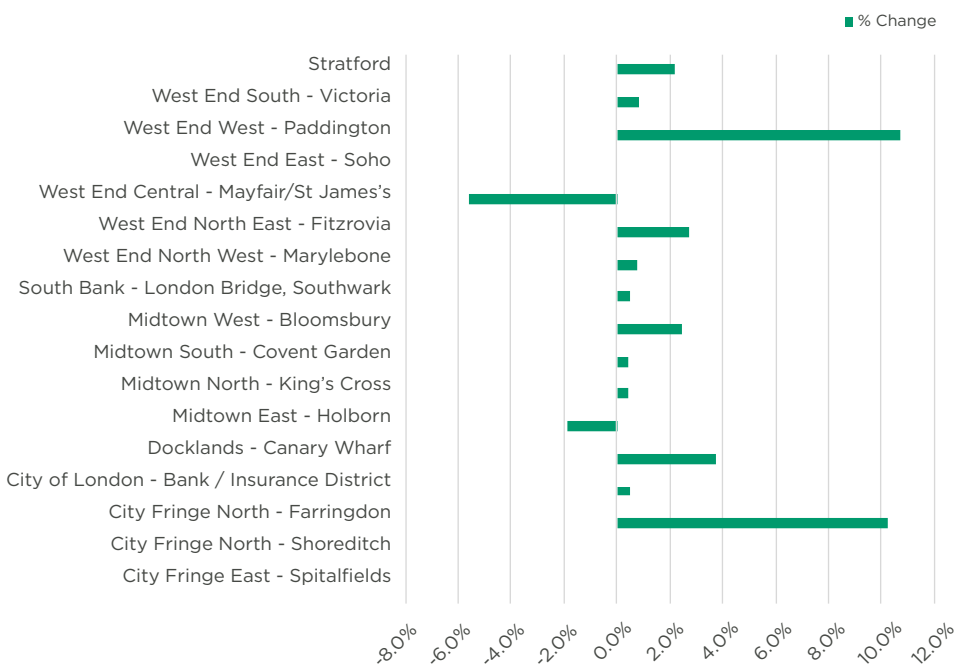 % Change
Stratford
West End South - Victoria
West End West - Paddington
West End East - Soho
West End Central - Mayfair/St James’s
West End North East - Fitzrovia
West End North West - Marylebone
South Bank - London Bridge, Southwark
Midtown West - Bloomsbury
Midtown South - Covent Garden
Midtown North - King’s Cross
Midtown East - Holborn
Docklands - Canary Wharf
City of London - Bank / Insurance District
City Fringe North - Farringdon
City Fringe North - Shoreditch
City Fringe East - Spitalfields
-8.0% -6.0% -4.0% -2.0% 0.0% 2.0% 4.0% 6.0% 8.0% 10.0% 12.0%